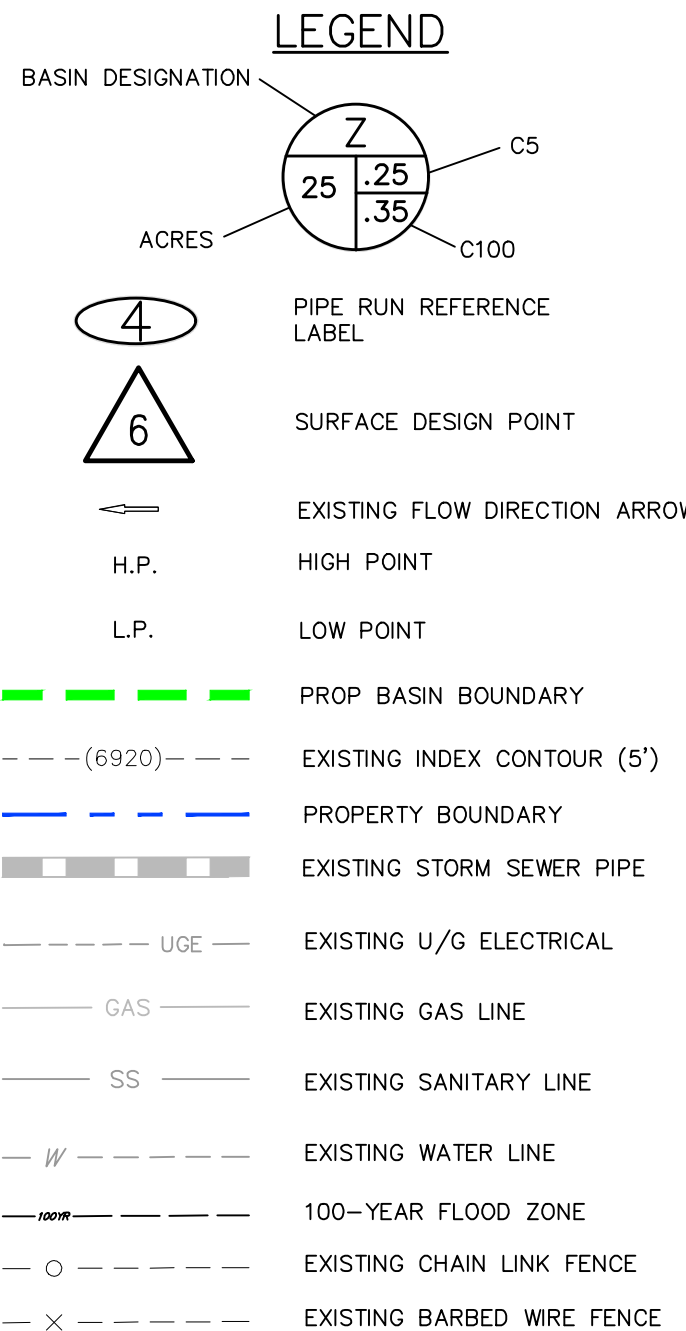 LEGEND
BASIN DESIGNATION
Z
C5
25
.25
.35
ACRES
C100
4
PIPE RUN REFERENCE
LABEL
6
SURFACE DESIGN POINT
EXISTING FLOW DIRECTION ARROW
H.P.
HIGH POINT
L.P.
LOW POINT
PROP BASIN BOUNDARY
(6920)
EXISTING INDEX CONTOUR (5')
PROPERTY BOUNDARY
EXISTING STORM SEWER PIPE
UGE
EXISTING U/G ELECTRICAL
GAS
EXISTING GAS LINE
SS
EXISTING SANITARY LINE
W
EXISTING WATER LINE
100YR
100-YEAR FLOOD ZONE
EXISTING CHAIN LINK FENCE
EXISTING BARBED WIRE FENCE